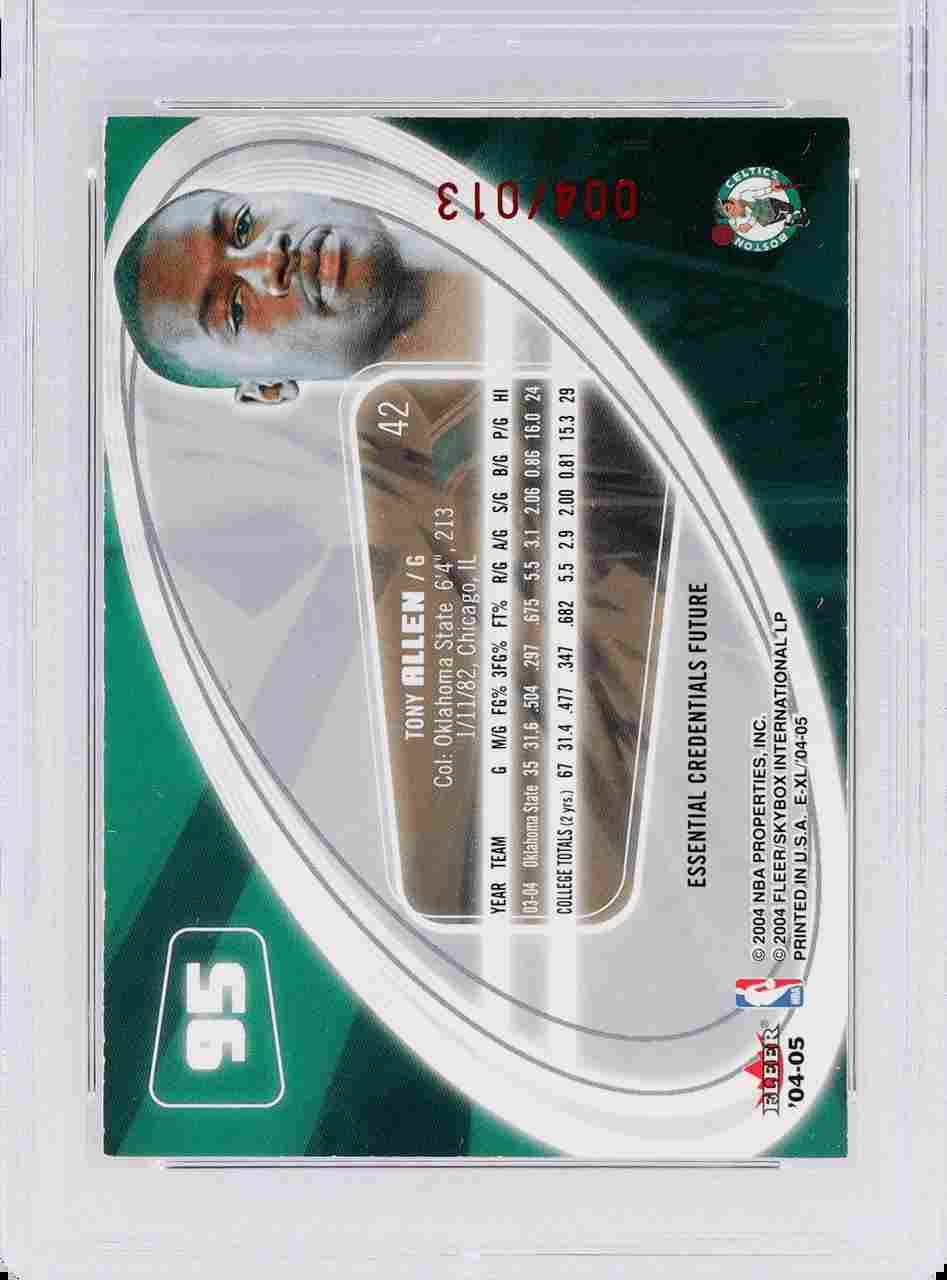 95
42
TONY ALLEN / G
Col: Oklahoma State 6'4", 213
1/11/82, Chicago, IL
YEAR TEAM G M/G FG% 3FG% FT% R/G A/G S/G B/G P/G HI
03-04 Oklahoma State 35 31.6 .504 .297 .675 5.5 3.1 2.06 0.86 16.0 24
COLLEGE TOTALS (2 yrs.) 67 31.4 .477 .347 .682 5.5 2.9 2.00 0.81 15.3 29
004/013
ESSENTIAL CREDENTIALS FUTURE
CELTICS
BOSTON
FLEER®
'04-05
NBA
© 2004 NBA PROPERTIES, INC.
© 2004 FLEER/SKYBOX INTERNATIONAL LP
PRINTED IN U.S.A. E-XL/'04-05